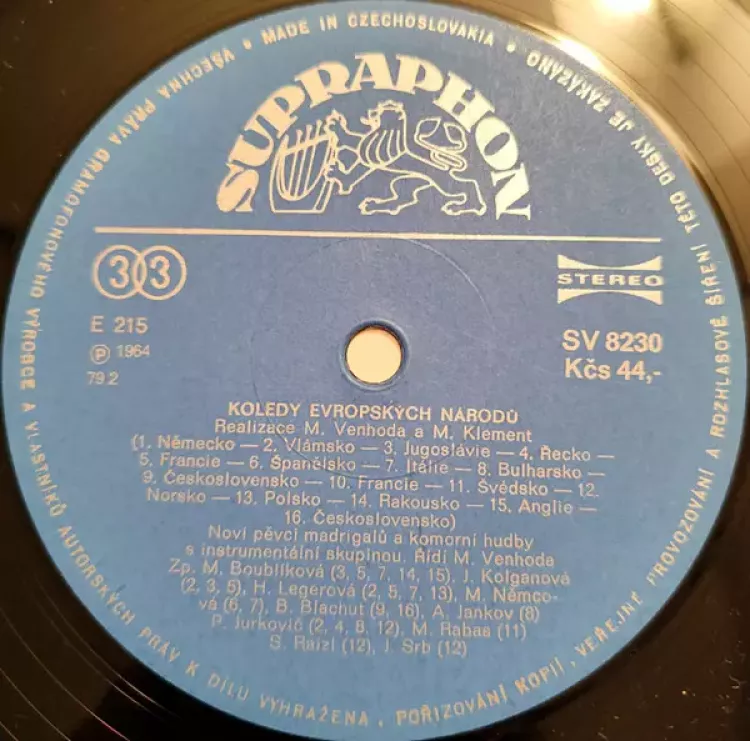 VŠECHNA PRÁVA GRAMOFONOVÉHO VÝROBCE A VLASTNÍKŮ AUTORSKÝCH PRÁV K DÍLU VYHRAŽENA. POŘIZOVÁNÍ KOPIÍ, VEŘEJNÉ PROVOZOVÁNÍ A ROZHLASOVÉ ŠÍŘENÍ TÉTO DESKY JE ZAKÁZÁNO • MADE IN CZECHOSLOVAKIA •
SUPRAPHON
33
STEREO
E 215
℗ 1964
79 2
SV 8230
Kčs 44,-
KOLEDY EVROPSKÝCH NÁRODŮ
Realizace M. Venhoda a M. Klement
(1. Německo — 2. Vlámsko — 3. Jugoslávie — 4. Řecko —
5. Francie — 6. Španělsko — 7. Itálie — 8. Bulharsko —
9. Československo — 10. Francie — 11. Švédsko — 12.
Norsko — 13. Polsko — 14. Rakousko — 15. Anglie —
16. Československo)
Noví pěvci madrigalů a komorní hudby
s instrumentální skupinou. Řídí M. Venhoda
Zp. M. Boublíková (3, 5, 7, 14, 15), J. Kolganová
(2, 3, 5), H. Legerová (2, 5, 7, 13), M. Němco-
vá (6, 7), B. Blachut (9, 16), A. Jankov (8)
P. Jurkovič (2, 4, 8, 12), M. Rabas (11)
S. Raizl (12), J. Srb (12)